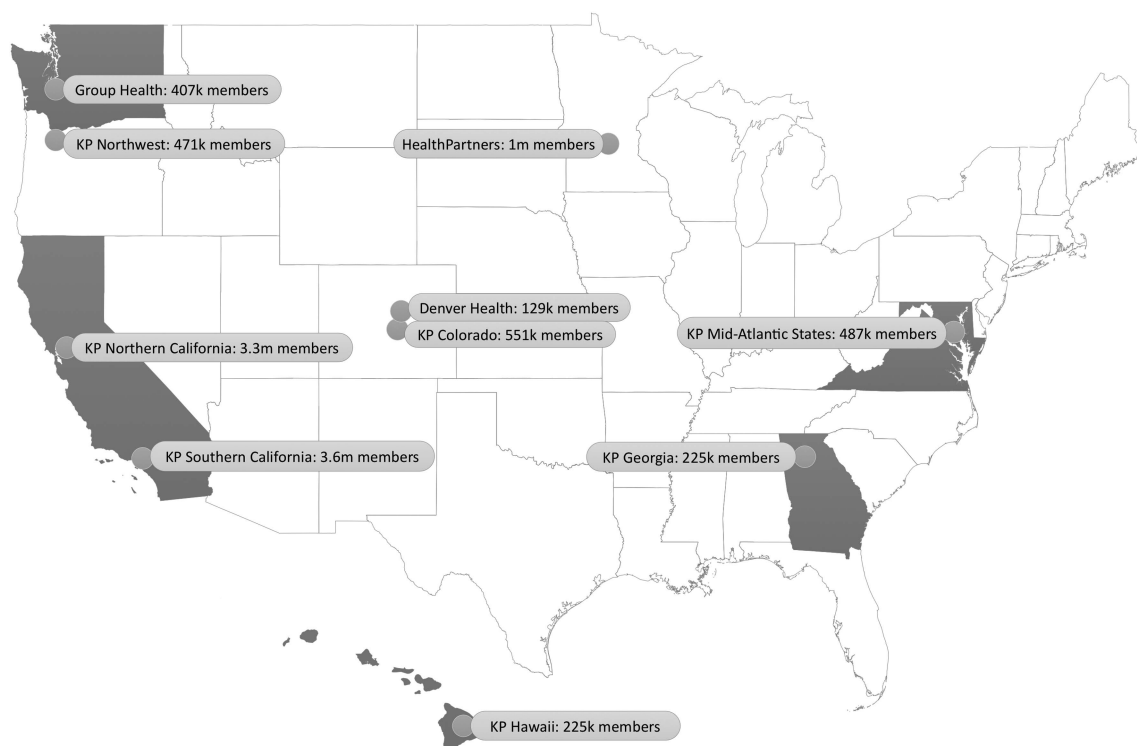 Group Health: 407k members
KP Northwest: 471k members
HealthPartners: 1m members
Denver Health: 129k members
KP Colorado: 551k members
KP Mid-Atlantic States: 487k members
KP Northern California: 3.3m members
KP Southern California: 3.6m members
KP Georgia: 225k members
KP Hawaii: 225k members